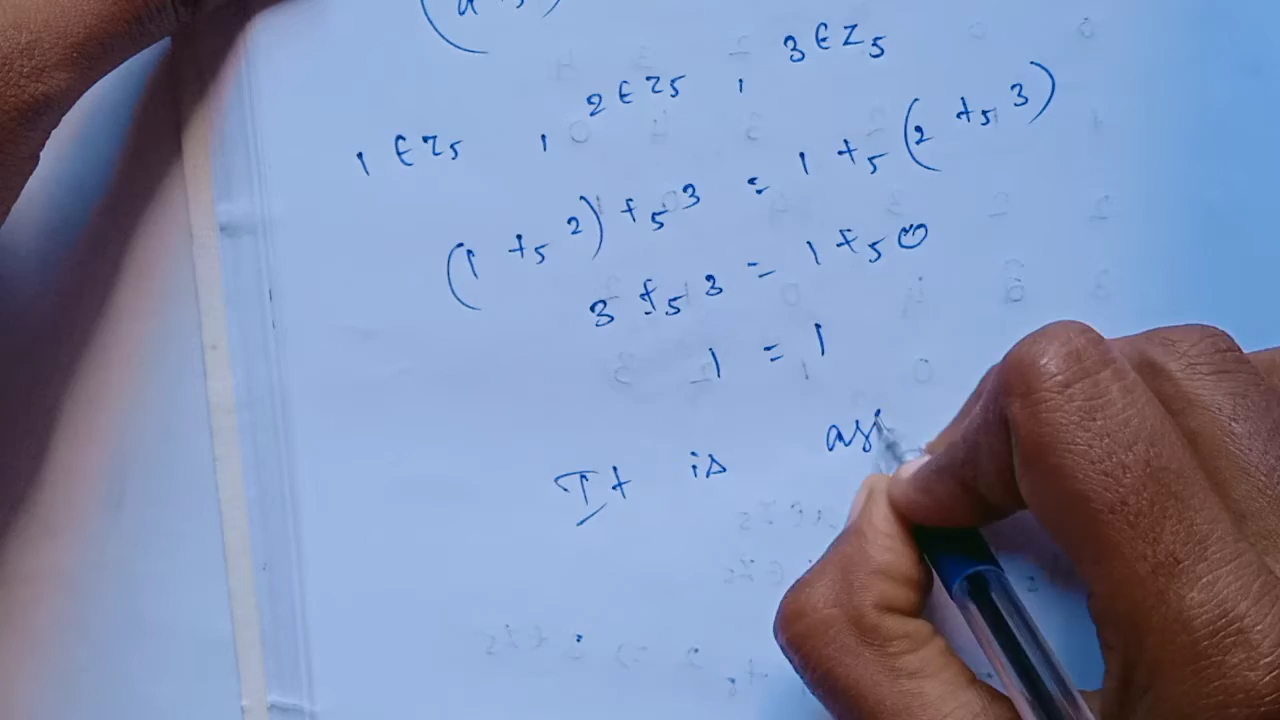 1 ∈ Z5 , 2 ∈ Z5 , 3 ∈ Z5
(1 +5 2) +5 3 = 1 +5 (2 +5 3)
3 +5 3 = 1 +5 0
1 = 1
It is ass